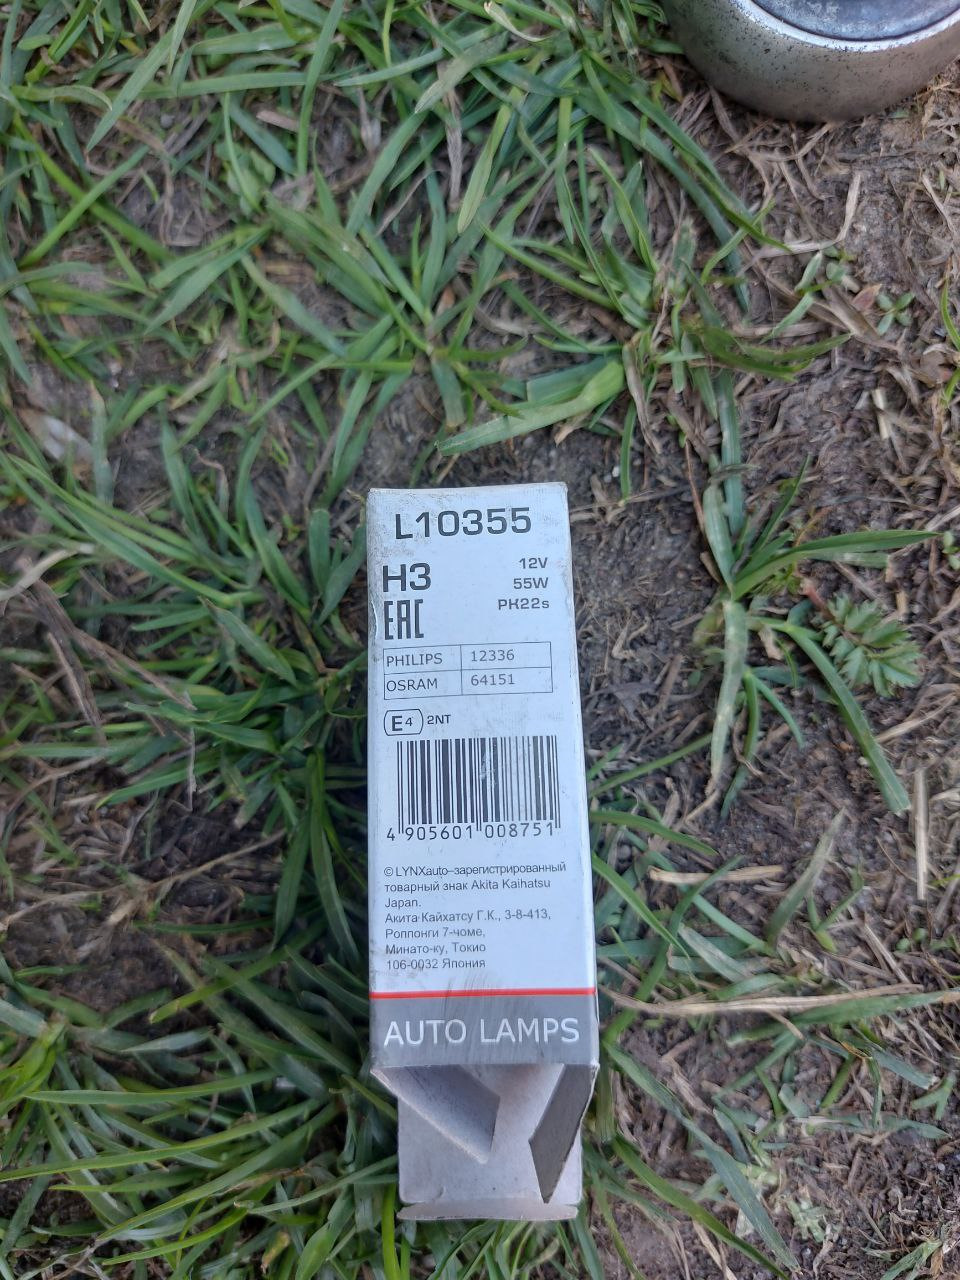 L10355
H3 12V
55W
EAC PK22s
PHILIPS 12336
OSRAM 64151
E4 2NT
4 905601 008751
© LYNXauto–зарегистрированный
товарный знак Akita Kaihatsu
Japan.
Акита Кайхатсу Г.К., 3-8-413,
Роппонги 7-чоме,
Минато-ку, Токио
106-0032 Япония
AUTO LAMPS